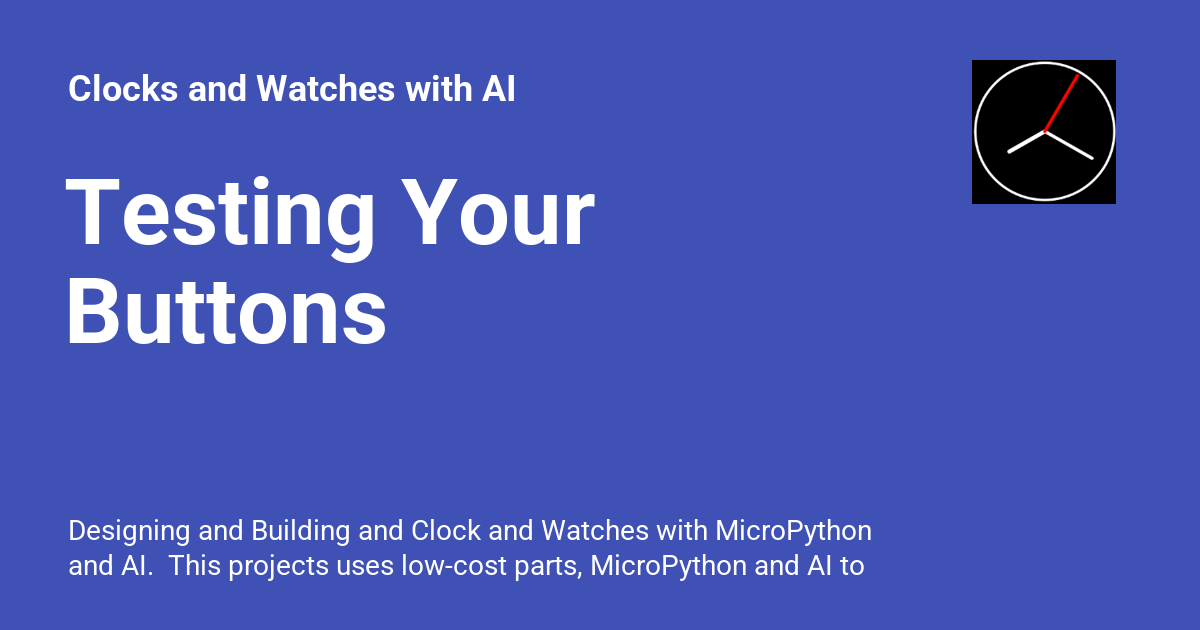 Clocks and Watches with AI
Testing Your
Buttons
Designing and Building and Clock and Watches with MicroPython
and AI.  This projects uses low-cost parts, MicroPython and AI to